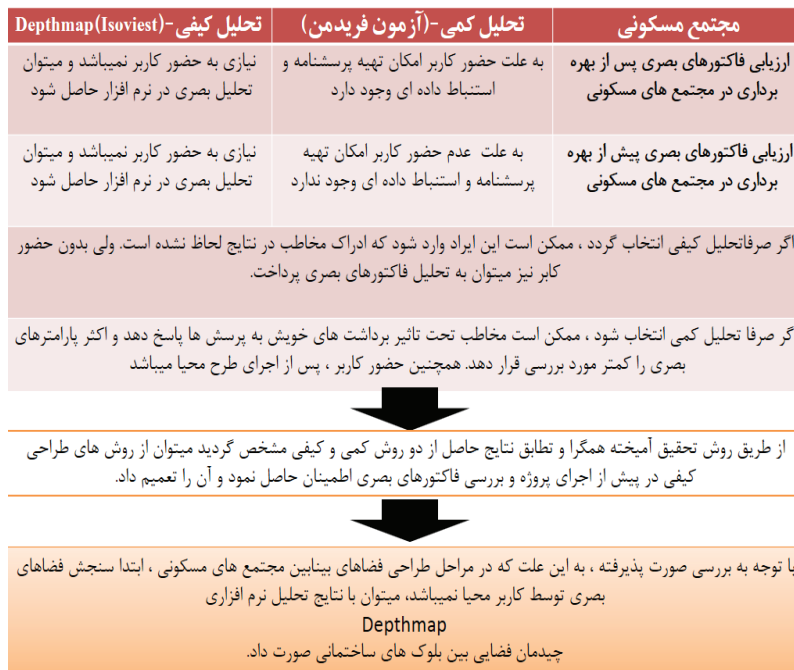 مجتمع مسکونی
تحلیل کمی-(آزمون فریدمن)
تحلیل کیفی-Depthmap(Isoviest)
ارزیابی فاکتورهای بصری پس از بهره
برداری در مجتمع های مسکونی
به علت حضور کاربر امکان تهیه پرسشنامه و
استنباط داده ای وجود دارد
نیازی به حضور کاربر نمیباشد و میتوان
تحلیل بصری در نرم افزار حاصل شود
ارزیابی فاکتورهای بصری پیش از بهره
برداری در مجتمع های مسکونی
به علت عدم حضور کاربر امکان تهیه
پرسشنامه و استنباط داده ای وجود ندارد
نیازی به حضور کاربر نمیباشد و میتوان
تحلیل بصری در نرم افزار حاصل شود
اگر صرفاتحلیل کیفی انتخاب گردد ، ممکن است این ایراد وارد شود که ادراک مخاطب در نتایج لحاظ نشده است. ولی بدون حضور
کابر نیز میتوان به تحلیل فاکتورهای بصری پرداخت.
گر صرفا تحلیل کمی انتخاب شود ، ممکن است مخاطب تحت تاثیر برداشت های خویش به پرسش ها پاسخ دهد و اکثر پارامترهای
بصری را کمتر مورد بررسی قرار دهد. همچنین حضور کاربر ، پس از اجرای طرح محیا میباشد
از طریق روش تحقیق آمیخته همگرا و تطابق نتایج حاصل از دو روش کمی و کیفی مشخص گردید میتوان از روش های طراحی
کیفی در پیش از اجرای پروژه و بررسی فاکتورهای بصری اطمینان حاصل نمود و آن را تعمیم داد.
با توجه به بررسی صورت پذیرفته ، به این علت که در مراحل طراحی فضاهای بینابین مجتمع های مسکونی ، ابتدا سنجش فضاهای
بصری توسط کاربر محیا نمیباشد، میتوان با نتایج تحلیل نرم افزاری
Depthmap
چیدمان فضایی بین بلوک های ساختمانی صورت داد.